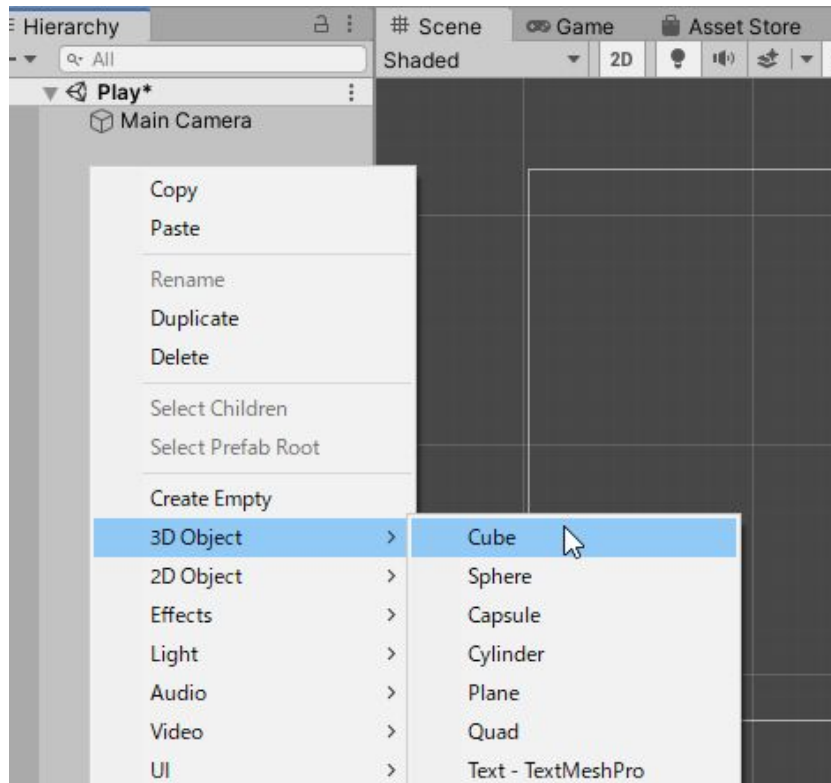 Hierarchy
Scene Game Asset Store
All
Shaded 2D
Play*
Main Camera
Copy
Paste
Rename
Duplicate
Delete
Select Children
Select Prefab Root
Create Empty
3D Object
2D Object
Effects
Light
Audio
Video
UI
Cube
Sphere
Capsule
Cylinder
Plane
Quad
Text - TextMeshPro